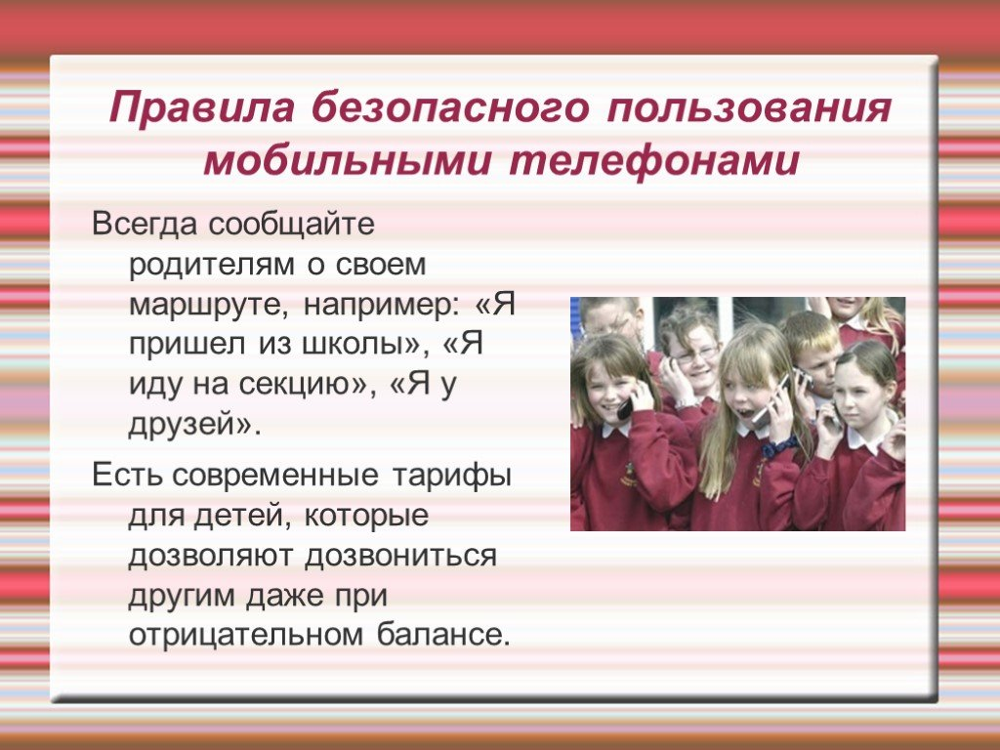 Правила безопасного пользования
мобильными телефонами
Всегда сообщайте
родителям о своем
маршруте, например: «Я
пришел из школы», «Я
иду на секцию», «Я у
друзей».
Есть современные тарифы
для детей, которые
дозволяют дозвониться
другим даже при
отрицательном балансе.